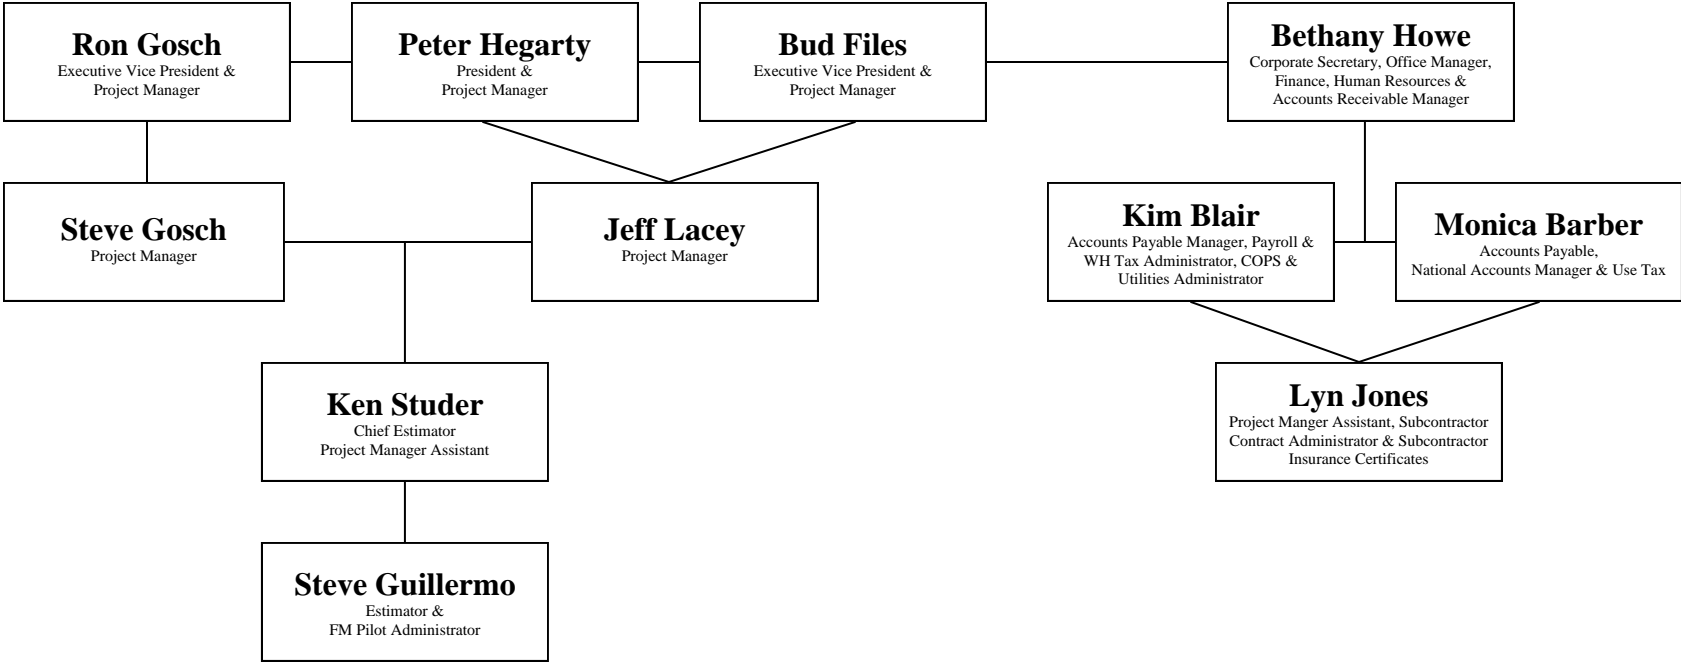 Ron Gosch
Executive Vice President &
Project Manager
Peter Hegarty
President &
Project Manager
Bud Files
Executive Vice President &
Project Manager
Bethany Howe
Corporate Secretary, Office Manager,
Finance, Human Resources &
Accounts Receivable Manager
Steve Gosch
Project Manager
Jeff Lacey
Project Manager
Kim Blair
Accounts Payable Manager, Payroll &
WH Tax Administrator, COPS &
Utilities Administrator
Monica Barber
Accounts Payable,
National Accounts Manager & Use Tax
Ken Studer
Chief Estimator
Project Manager Assistant
Lyn Jones
Project Manger Assistant, Subcontractor
Contract Administrator & Subcontractor
Insurance Certificates
Steve Guillermo
Estimator &
FM Pilot Administrator